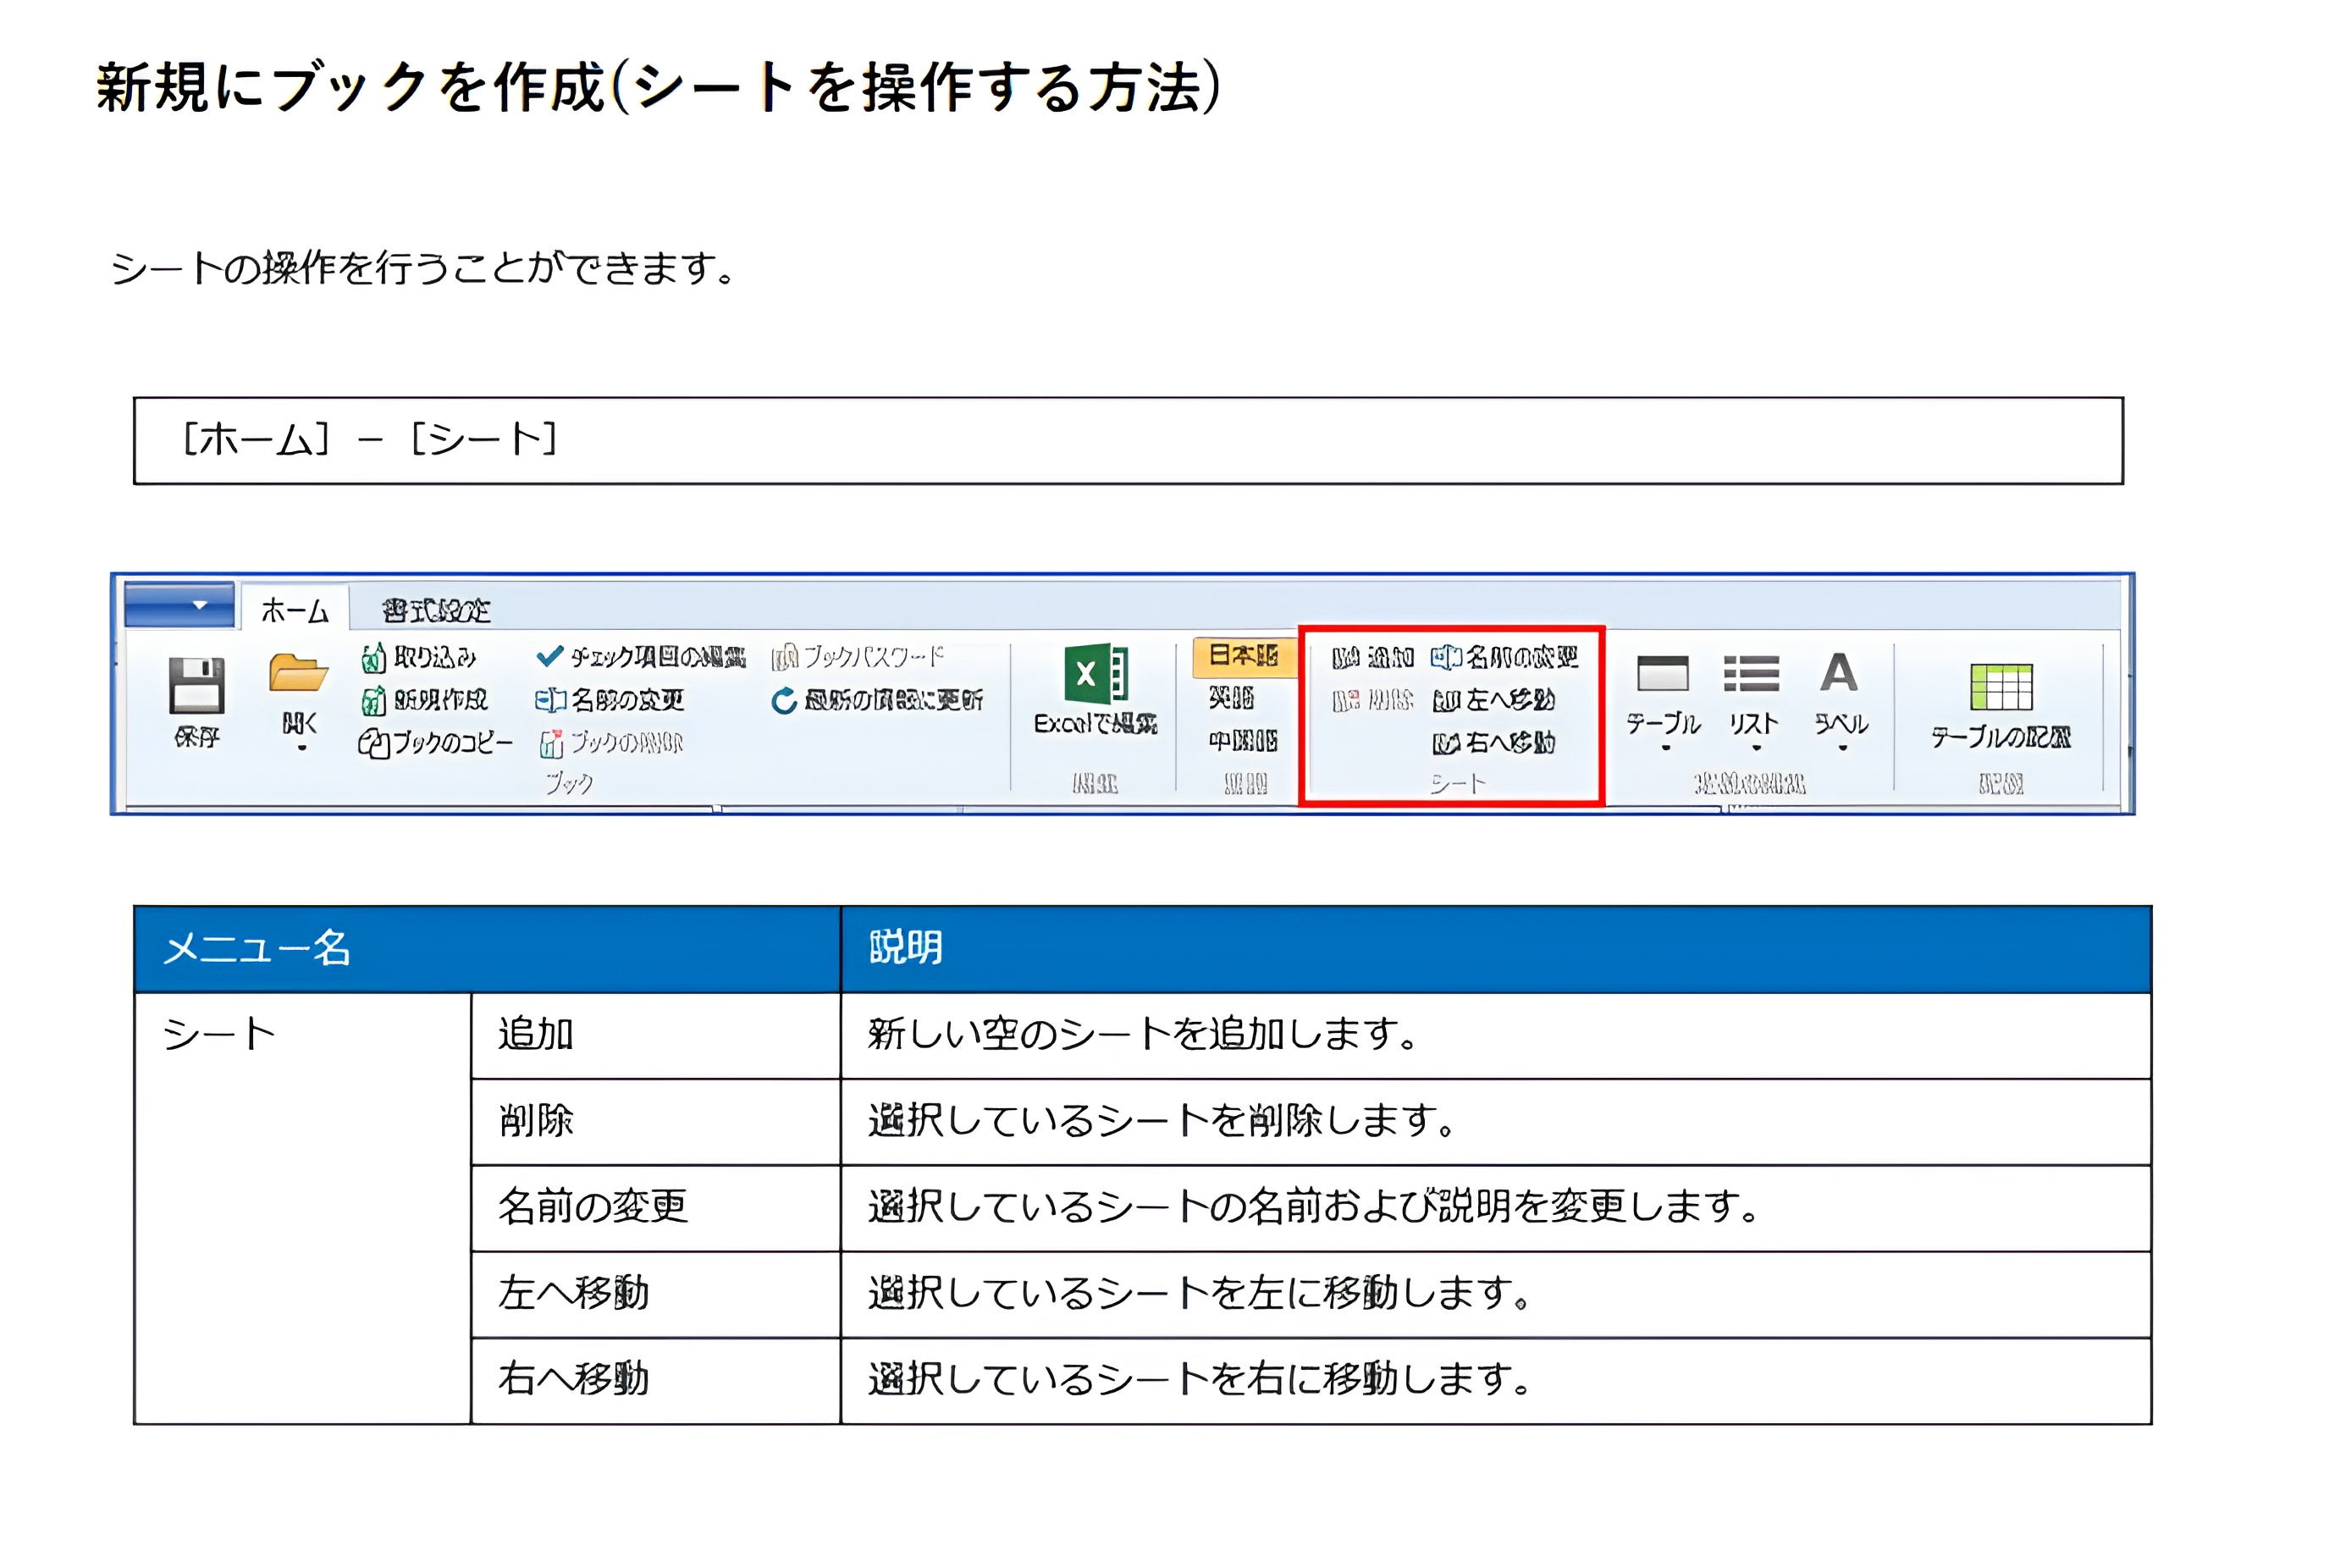 新規にブックを作成(シートを操作する方法)
シートの操作を行うことができます。
[ホーム] － [シート]
ホーム 書式設定
保存
開く
取り込み
新規作成
ブックのコピー
チェック項目の編集
名前の変更
ブックの削除
ブックパスワード
最新の情報に更新
ブック
Excelで編集
日本語
英語
中国語
追加
名前の変更
左へ移動
右へ移動
シート
テーブル
リスト
ラベル
テーブルの配置
メニュー名 説明
シート 追加 新しい空のシートを追加します。
削除 選択しているシートを削除します。
名前の変更 選択しているシートの名前および説明を変更します。
左へ移動 選択しているシートを左に移動します。
右へ移動 選択しているシートを右に移動します。